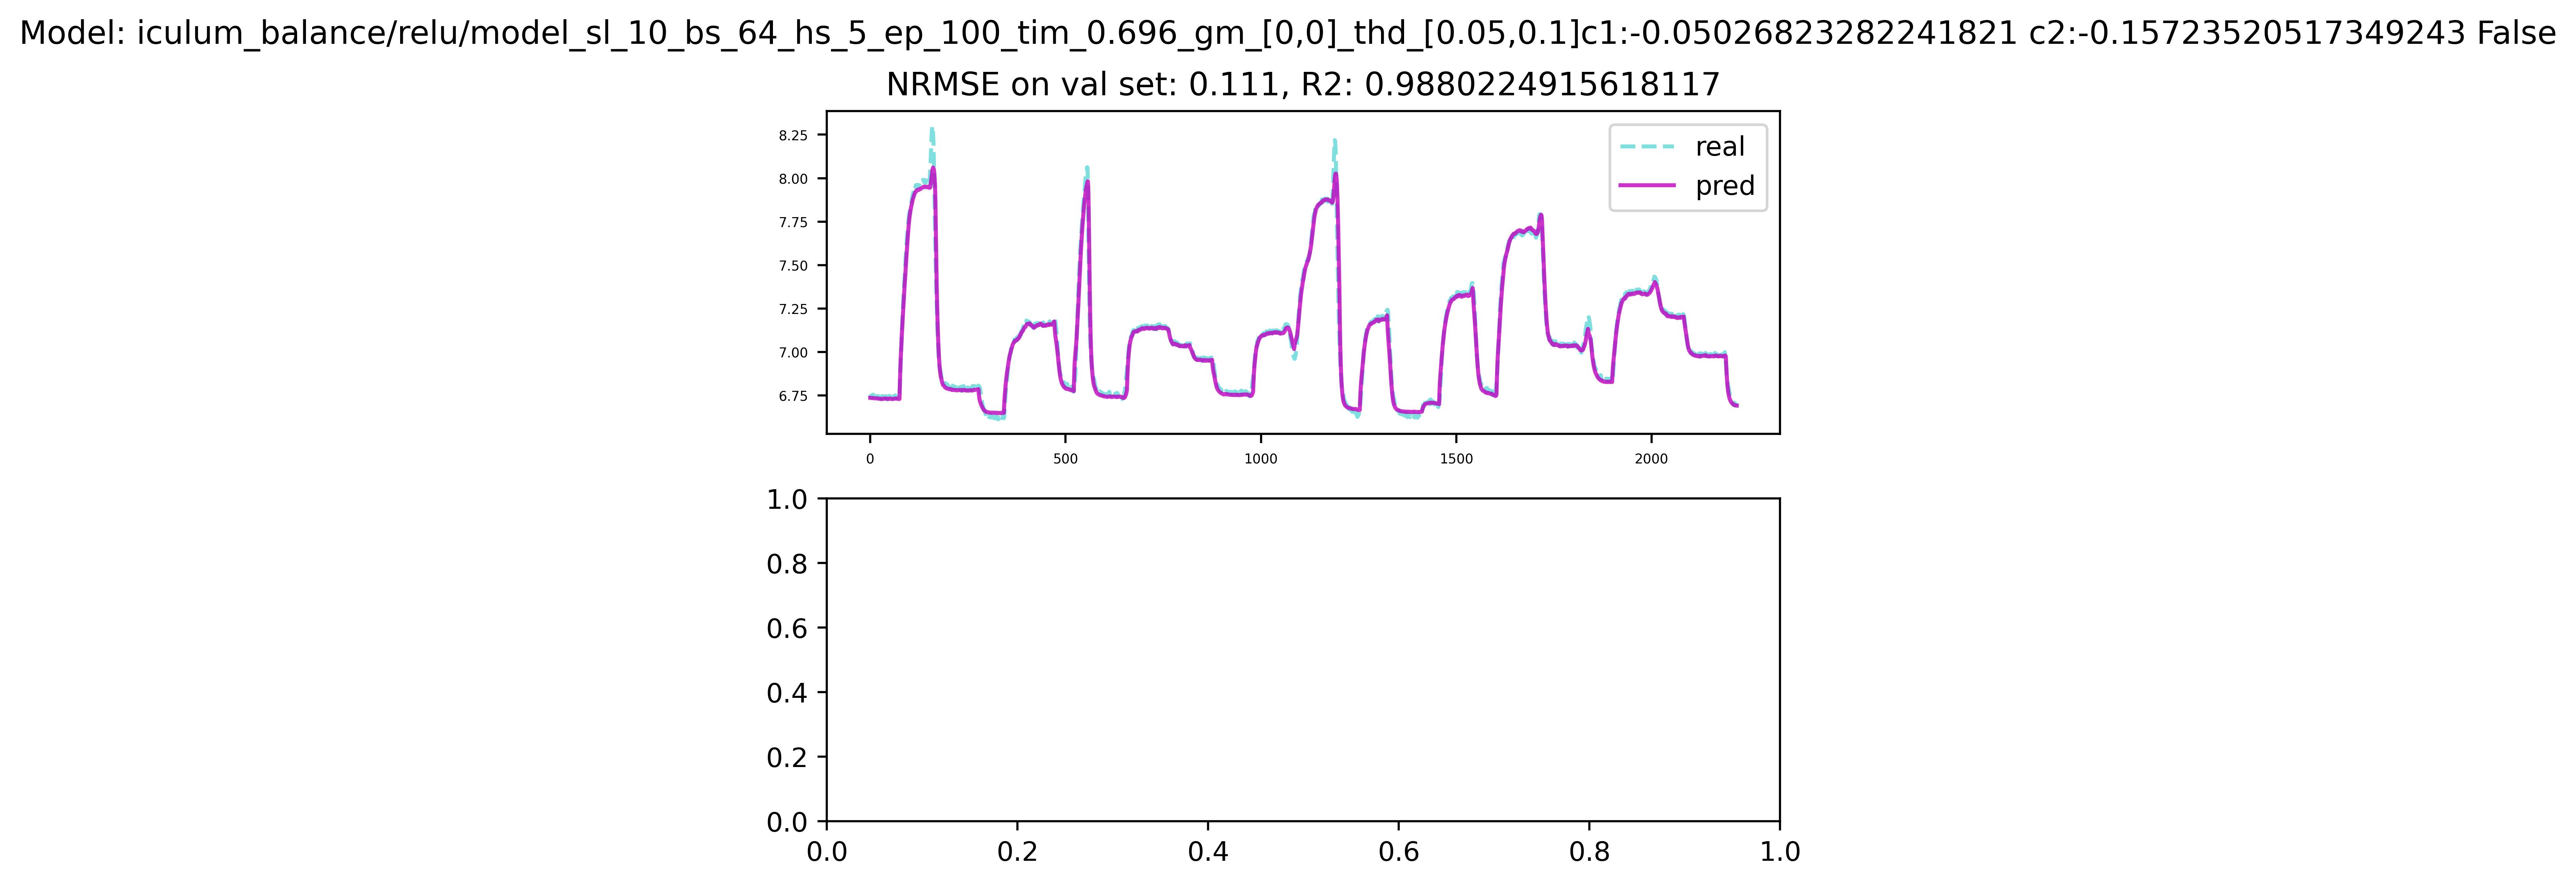 Model: iculum_balance/relu/model_sl_10_bs_64_hs_5_ep_100_tim_0.696_gm_[0,0]_thd_[0.05,0.1]c1:-0.05026823282241821 c2:-0.15723520517349243 False
NRMSE on val set: 0.111, R2: 0.9880224915618117
8.25
8.00
7.75
7.50
7.25
7.00
6.75
real
pred
0 500 1000 1500 2000
1.0
0.8
0.6
0.4
0.2
0.0
0.0 0.2 0.4 0.6 0.8 1.0